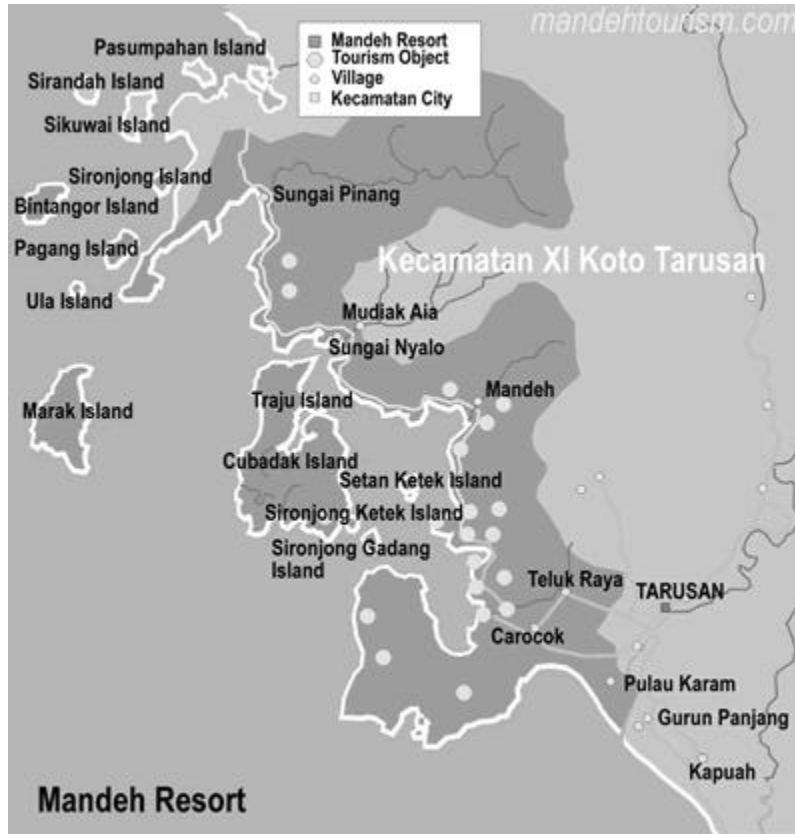 mandehtourism.com
Mandeh Resort
Tourism Object
Village
Kecamatan City
Pasumpahan Island
Sirandah Island
Sikuwai Island
Sironjong Island
Bintangor Island
Sungai Pinang
Pagang Island
Kecamatan XI Koto Tarusan
Ula Island
Mudiak Aia
Sungai Nyalo
Mandeh
Traju Island
Marak Island
Cubadak Island
Setan Ketek Island
Sironjong Ketek Island
Sironjong Gadang
Island
Teluk Raya
TARUSAN
Carocok
Pulau Karam
Gurun Panjang
Kapuah
Mandeh Resort